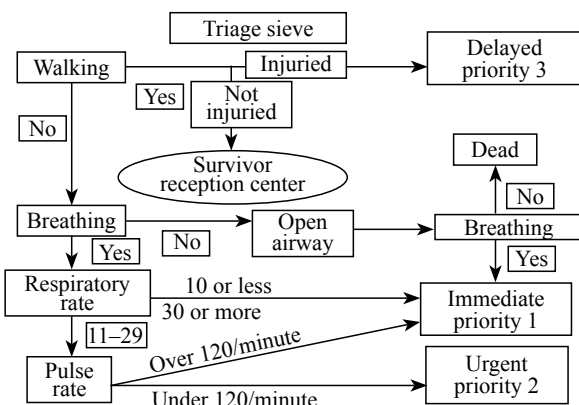 Triage sieve
Walking
Yes
Injuried
Delayed
priority 3
Not
injuried
No
Survivor
reception center
Dead
No
Breathing
No
Open
airway
Breathing
Yes
Yes
Respiratory
rate
10 or less
30 or more
Immediate
priority 1
11–29
Over 120/minute
Pulse
rate
Under 120/minute
Urgent
priority 2